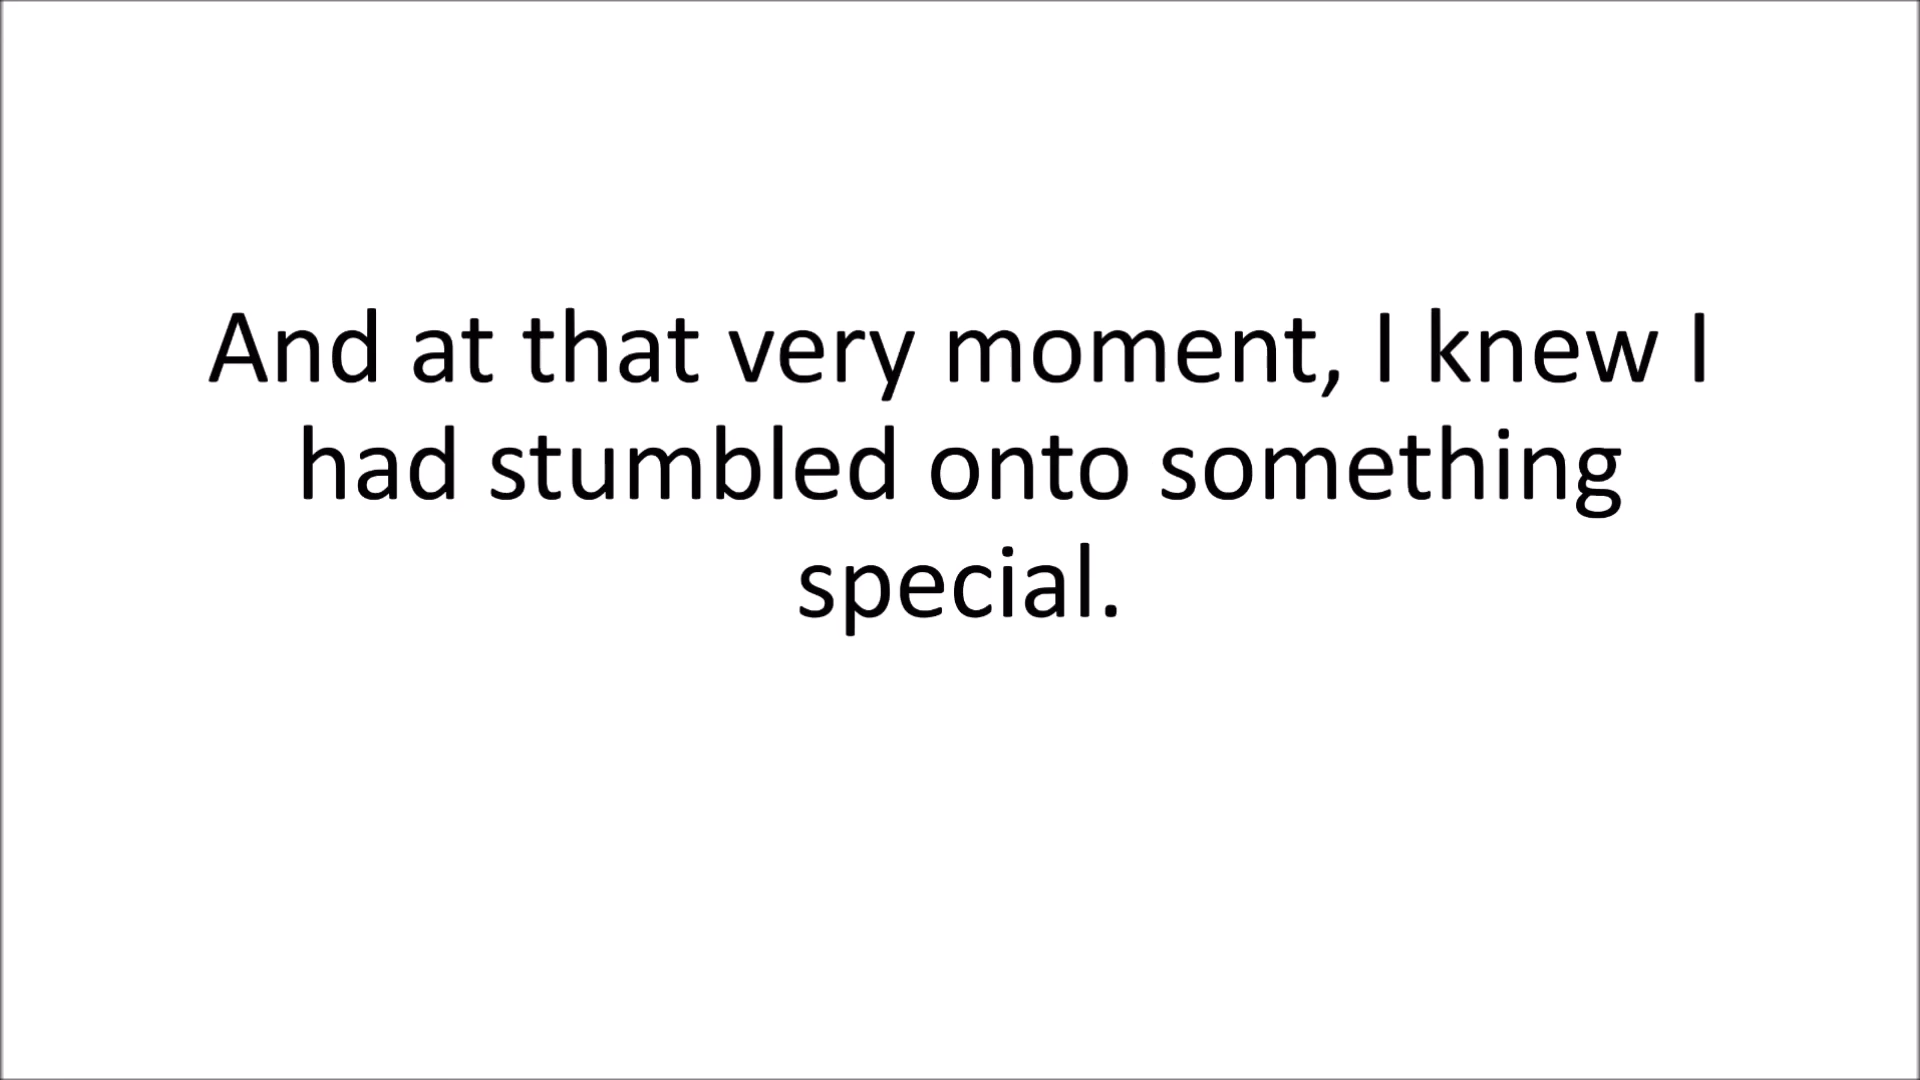 And at that very moment, I knew I
had stumbled onto something
special.